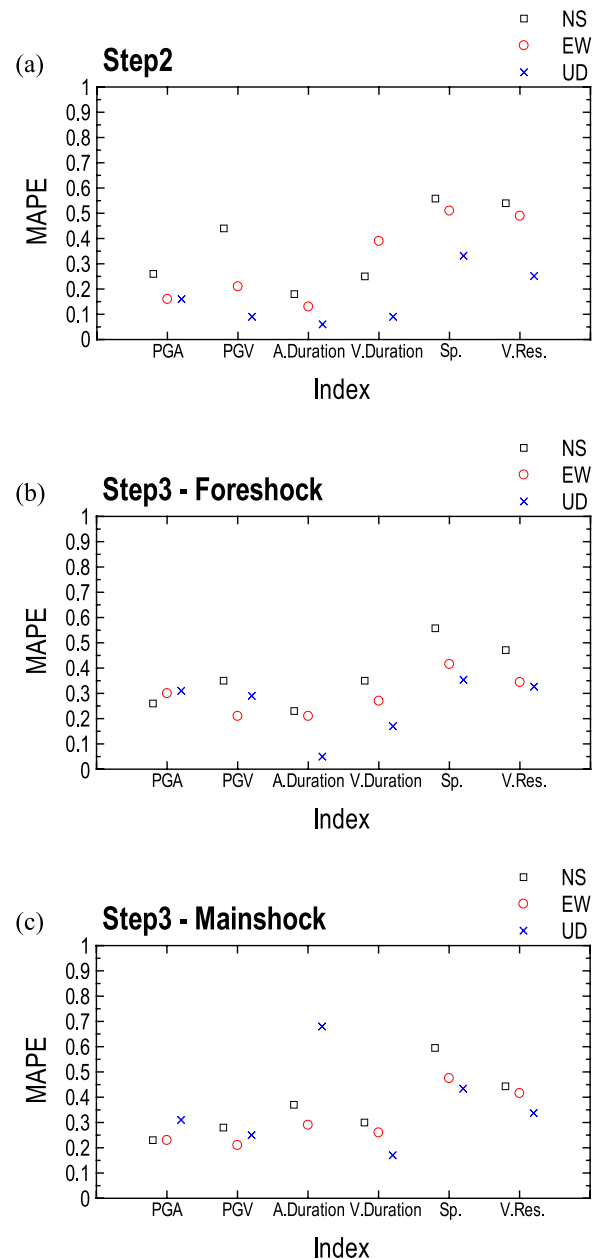 NS
EW
UD
(a)
Step2
1
0.9
0.8
0.7
0.6
0.5
0.4
0.3
0.2
0.1
0
MAPE
PGA PGV A.Duration V.Duration Sp. V.Res.
Index
NS
EW
UD
(b)
Step3 - Foreshock
1
0.9
0.8
0.7
0.6
0.5
0.4
0.3
0.2
0.1
0
MAPE
PGA PGV A.Duration V.Duration Sp. V.Res.
Index
NS
EW
UD
(c)
Step3 - Mainshock
1
0.9
0.8
0.7
0.6
0.5
0.4
0.3
0.2
0.1
0
MAPE
PGA PGV A.Duration V.Duration Sp. V.Res.
Index